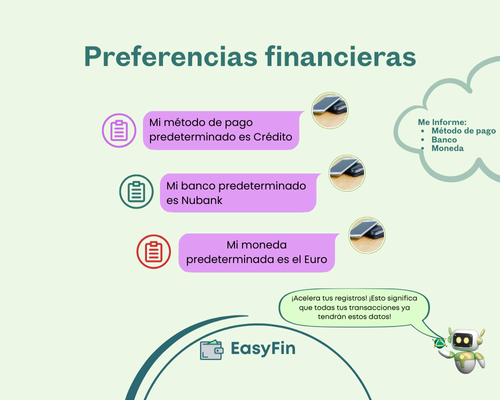 Preferencias financieras
Mi método de pago
predeterminado es Crédito
Me Informe:
• Método de pago
• Banco
• Moneda
Mi banco predeterminado
es Nubank
Mi moneda
predeterminada es el Euro
¡Acelera tus registros! ¡Esto significa
que todas tus transacciones ya
tendrán estos datos!
EasyFin